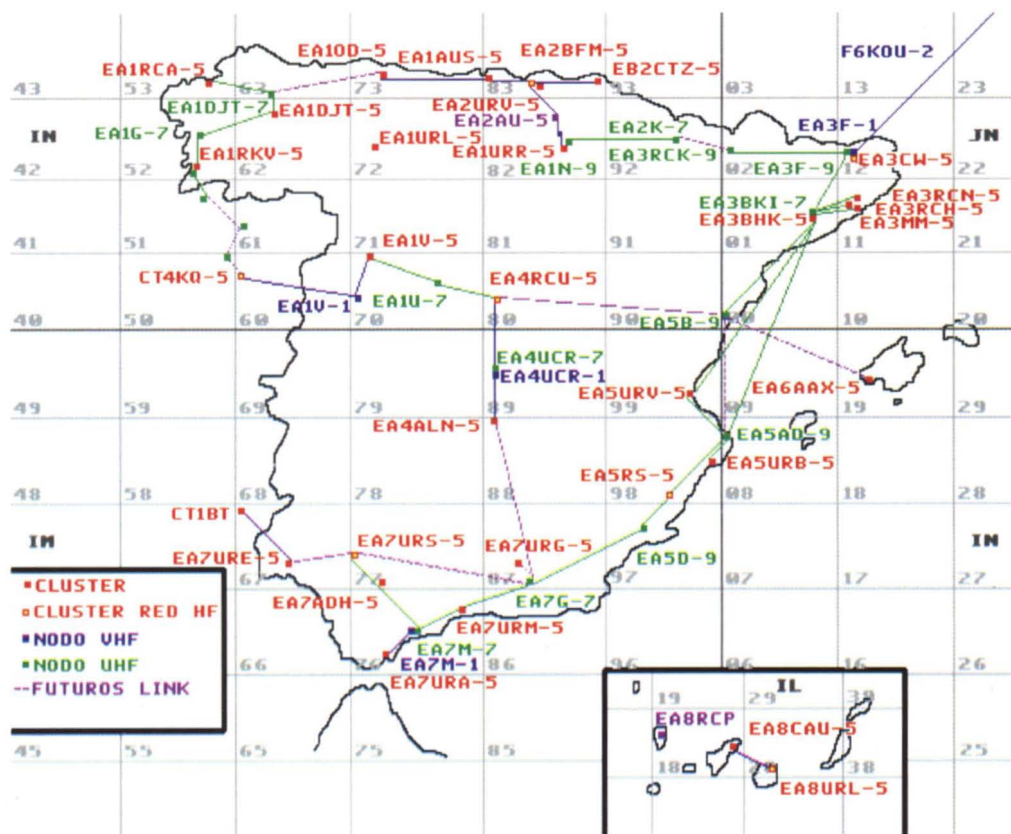 EA1OD-5
EA1AUS-5
EA2BFM-5
F6KOU-2
EA1RCA-5
EB2CTZ-5
43 63 73 83 93 03 13
EA1DJT-7
EA1DJT-5
EA2URV-5
EA2AU-5
EA2K-7
EA3F-1
IN
EA1G-7
EA1URL-5
EA1URR-5
JN
EA1RKV-5
EA1N-9
EA3RCK-9
EA3F-9
EA3CW-5
42 62 72 82 92 02 12
EA3BKI-7
EA3RCN-5
EA3BHK-5
EA3RCH-5
EA3MM-5
41 51 61 71 81 91 01 11
EA1V-5
CT4KQ-5
EA1V-1
EA1U-7
EA4RCU-5
EA5B-9
40 50 60 70 80 90 10 20
EA4UCR-7
EA4UCR-1
EA5URV-5
EA6AAX-5
49 59 69 79 89 99 09 19
EA4ALN-5
EA5AD-9
EA5RS-5
EA5URB-5
48 58 68 78 88 08 18 28
CT1BT
IM
EA7URE-5
EA7URS-5
EA7URG-5
EA5D-9
97 07 17 27
EA7ADH-5
EA7G-7
EA7URM-5
EA7M-7
EA7M-1
EA7URA-5
66 76 86 96 06 16 26
CLUSTER
CLUSTER RED HF
NODO VHF
NODO UHF
FUTUROS LINK
45 65 75 85 25
IL
19 29 39
EA8RCP
EA8CAU-5
18 38
EA8URL-5